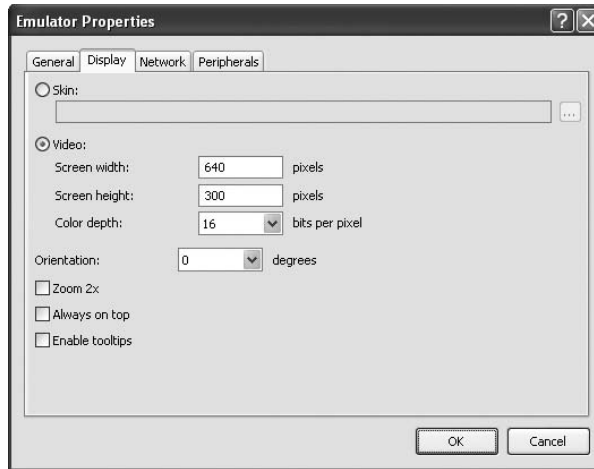 Emulator Properties
General Display Network Peripherals
Skin:
...
Video:
Screen width: 640 pixels
Screen height: 300 pixels
Color depth: 16 bits per pixel
Orientation: 0 degrees
Zoom 2x
Always on top
Enable tooltips
OK Cancel